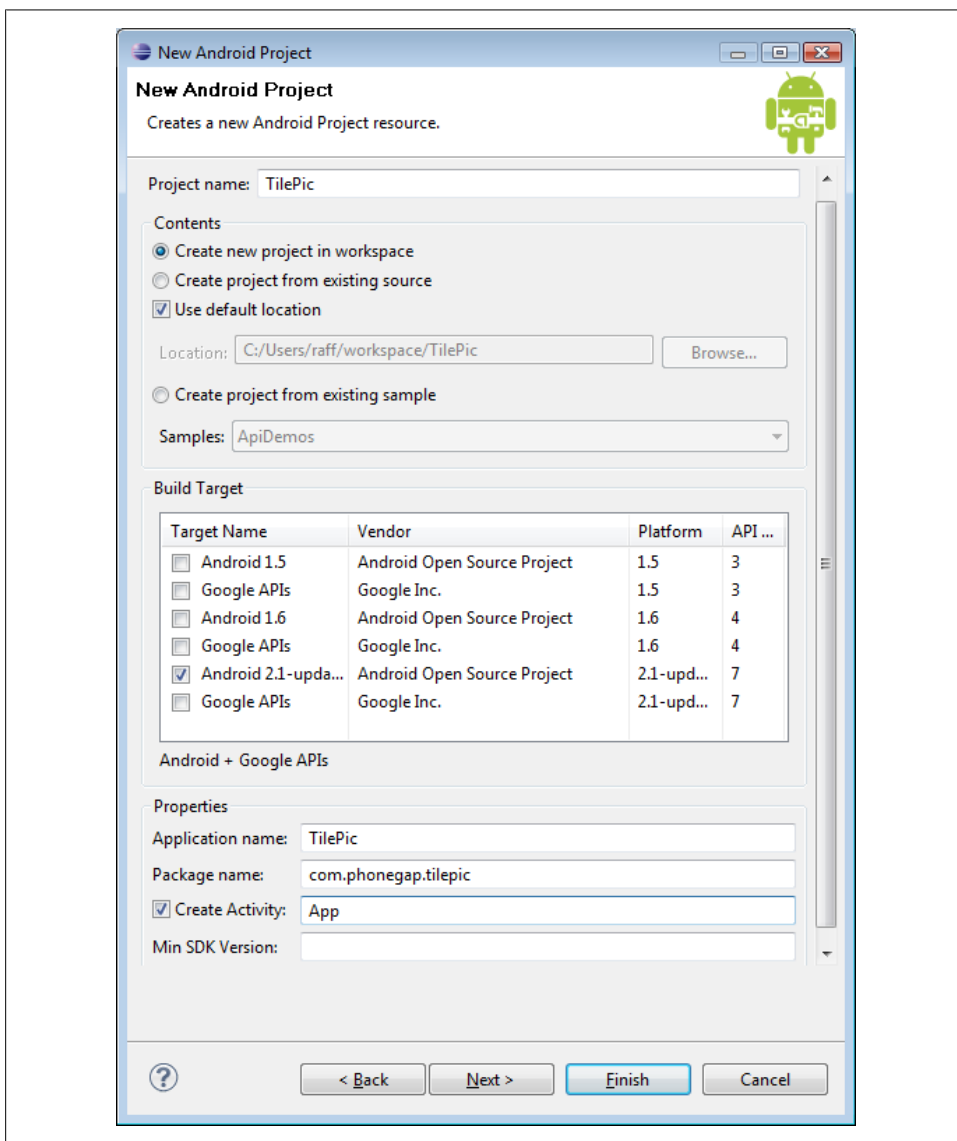 New Android Project
New Android Project
Creates a new Android Project resource.
Project name: TilePic
Contents
Create new project in workspace
Create project from existing source
Use default location
Location: C:/Users/raff/workspace/TilePic Browse...
Create project from existing sample
Samples: ApiDemos
Build Target
Target Name Vendor Platform API ...
Android 1.5 Android Open Source Project 1.5 3
Google APIs Google Inc. 1.5 3
Android 1.6 Android Open Source Project 1.6 4
Google APIs Google Inc. 1.6 4
Android 2.1-upda... Android Open Source Project 2.1-upd... 7
Google APIs Google Inc. 2.1-upd... 7
Android + Google APIs
Properties
Application name: TilePic
Package name: com.phonegap.tilepic
Create Activity: App
Min SDK Version:
? < Back Next > Finish Cancel